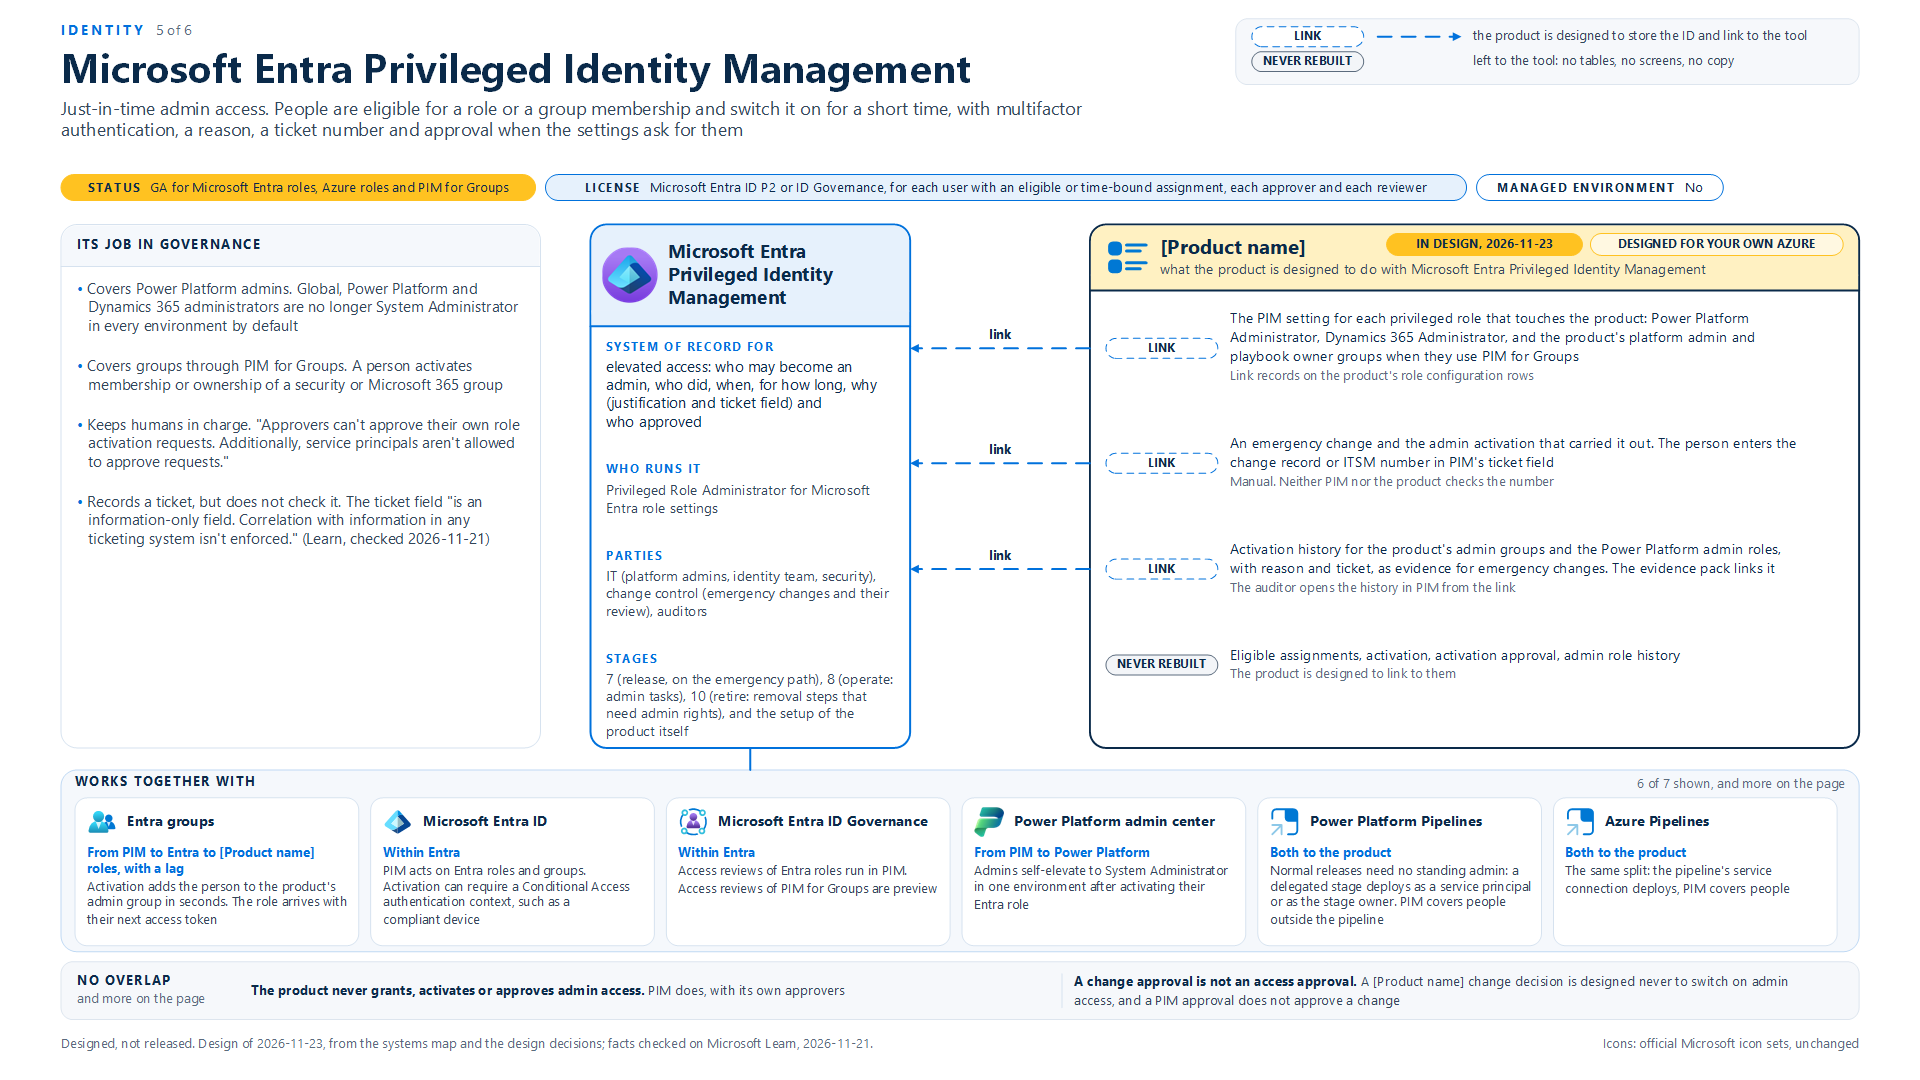 IDENTITY 5 of 6
Microsoft Entra Privileged Identity Management
Just-in-time admin access. People are eligible for a role or a group membership and switch it on for a short time, with multifactor
authentication, a reason, a ticket number and approval when the settings ask for them
LINK
the product is designed to store the ID and link to the tool
NEVER REBUILT
left to the tool: no tables, no screens, no copy
STATUS GA for Microsoft Entra roles, Azure roles and PIM for Groups
LICENSE Microsoft Entra ID P2 or ID Governance, for each user with an eligible or time-bound assignment, each approver and each reviewer
MANAGED ENVIRONMENT No
ITS JOB IN GOVERNANCE
• Covers Power Platform admins. Global, Power Platform and
Dynamics 365 administrators are no longer System Administrator
in every environment by default
• Covers groups through PIM for Groups. A person activates
membership or ownership of a security or Microsoft 365 group
• Keeps humans in charge. "Approvers can't approve their own role
activation requests. Additionally, service principals aren't allowed
to approve requests."
• Records a ticket, but does not check it. The ticket field "is an
information-only field. Correlation with information in any
ticketing system isn't enforced." (Learn, checked 2026-11-21)
Microsoft Entra
Privileged Identity
Management
SYSTEM OF RECORD FOR
elevated access: who may become an
admin, who did, when, for how long, why
(justification and ticket field) and
who approved
WHO RUNS IT
Privileged Role Administrator for Microsoft
Entra role settings
PARTIES
IT (platform admins, identity team, security),
change control (emergency changes and their
review), auditors
STAGES
7 (release, on the emergency path), 8 (operate:
admin tasks), 10 (retire: removal steps that
need admin rights), and the setup of the
product itself
link
link
link
[Product name]
IN DESIGN, 2026-11-23
DESIGNED FOR YOUR OWN AZURE
what the product is designed to do with Microsoft Entra Privileged Identity Management
LINK
The PIM setting for each privileged role that touches the product: Power Platform
Administrator, Dynamics 365 Administrator, and the product's platform admin and
playbook owner groups when they use PIM for Groups
Link records on the product's role configuration rows
LINK
An emergency change and the admin activation that carried it out. The person enters the
change record or ITSM number in PIM's ticket field
Manual. Neither PIM nor the product checks the number
LINK
Activation history for the product's admin groups and the Power Platform admin roles,
with reason and ticket, as evidence for emergency changes. The evidence pack links it
The auditor opens the history in PIM from the link
NEVER REBUILT
Eligible assignments, activation, activation approval, admin role history
The product is designed to link to them
WORKS TOGETHER WITH
6 of 7 shown, and more on the page
Entra groups
From PIM to Entra to [Product name]
roles, with a lag
Activation adds the person to the product's
admin group in seconds. The role arrives with
their next access token
Microsoft Entra ID
Within Entra
PIM acts on Entra roles and groups.
Activation can require a Conditional Access
authentication context, such as a
compliant device
Microsoft Entra ID Governance
Within Entra
Access reviews of Entra roles run in PIM.
Access reviews of PIM for Groups are preview
Power Platform admin center
From PIM to Power Platform
Admins self-elevate to System Administrator
in one environment after activating their
Entra role
Power Platform Pipelines
Both to the product
Normal releases need no standing admin: a
delegated stage deploys as a service principal
or as the stage owner. PIM covers people
outside the pipeline
Azure Pipelines
Both to the product
The same split: the pipeline's service
connection deploys, PIM covers people
NO OVERLAP
and more on the page
The product never grants, activates or approves admin access. PIM does, with its own approvers
A change approval is not an access approval. A [Product name] change decision is designed never to switch on admin
access, and a PIM approval does not approve a change
Designed, not released. Design of 2026-11-23, from the systems map and the design decisions; facts checked on Microsoft Learn, 2026-11-21.
Icons: official Microsoft icon sets, unchanged